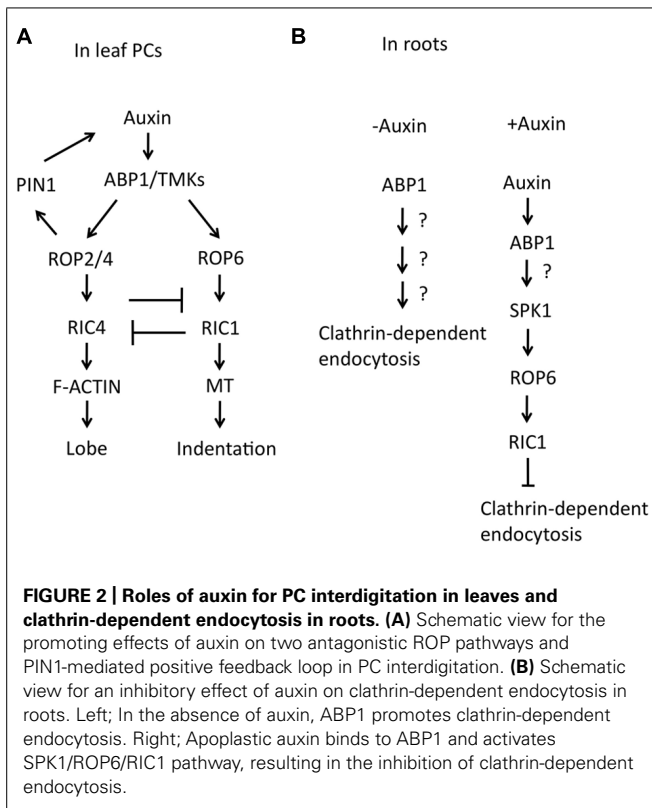 A
In leaf PCs
Auxin
PIN1
ABP1/TMKs
ROP2/4
ROP6
RIC4
RIC1
F-ACTIN
MT
Lobe
Indentation
B
In roots
-Auxin
+Auxin
ABP1
?
?
?
Clathrin-dependent
endocytosis
Auxin
ABP1
?
SPK1
ROP6
RIC1
Clathrin-dependent
endocytosis
FIGURE 2 | Roles of auxin for PC interdigitation in leaves and
clathrin-dependent endocytosis in roots. (A) Schematic view for the
promoting effects of auxin on two antagonistic ROP pathways and
PIN1-mediated positive feedback loop in PC interdigitation. (B) Schematic
view for an inhibitory effect of auxin on clathrin-dependent endocytosis in
roots. Left; In the absence of auxin, ABP1 promotes clathrin-dependent
endocytosis. Right; Apoplastic auxin binds to ABP1 and activates
SPK1/ROP6/RIC1 pathway, resulting in the inhibition of clathrin-dependent
endocytosis.